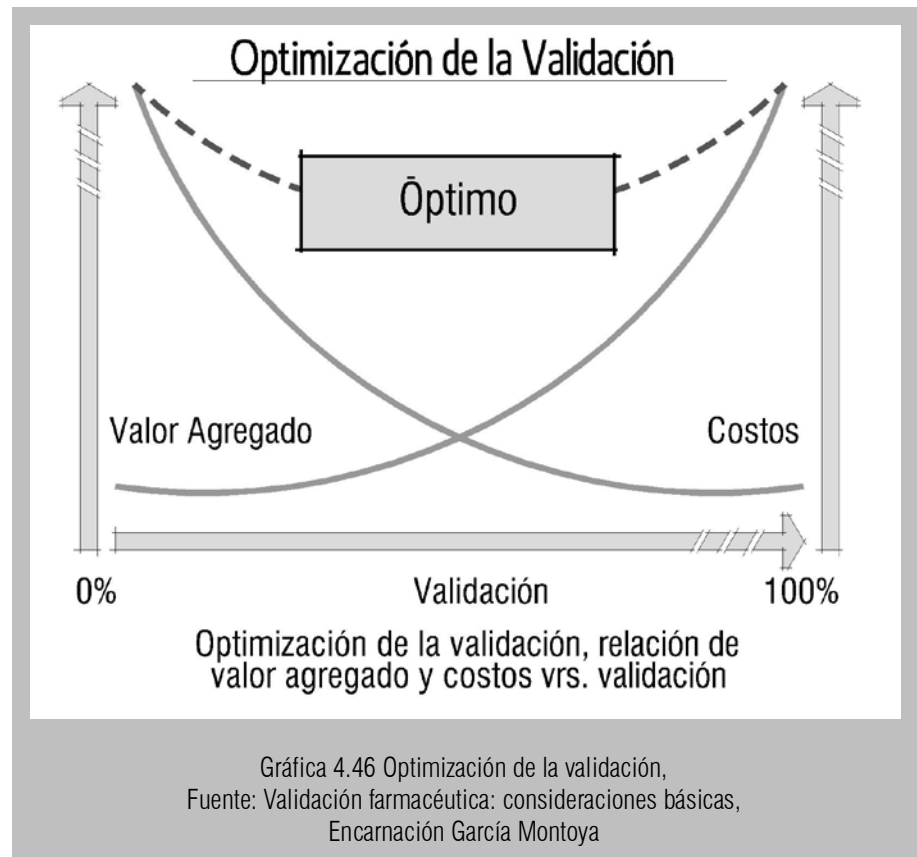 Optimización de la Validación
Óptimo
Valor Agregado
Costos
0%
Validación
100%
Optimización de la validación, relación de
valor agregado y costos vrs. validación
Gráfica 4.46 Optimización de la validación,
Fuente: Validación farmacéutica: consideraciones básicas,
Encarnación García Montoya